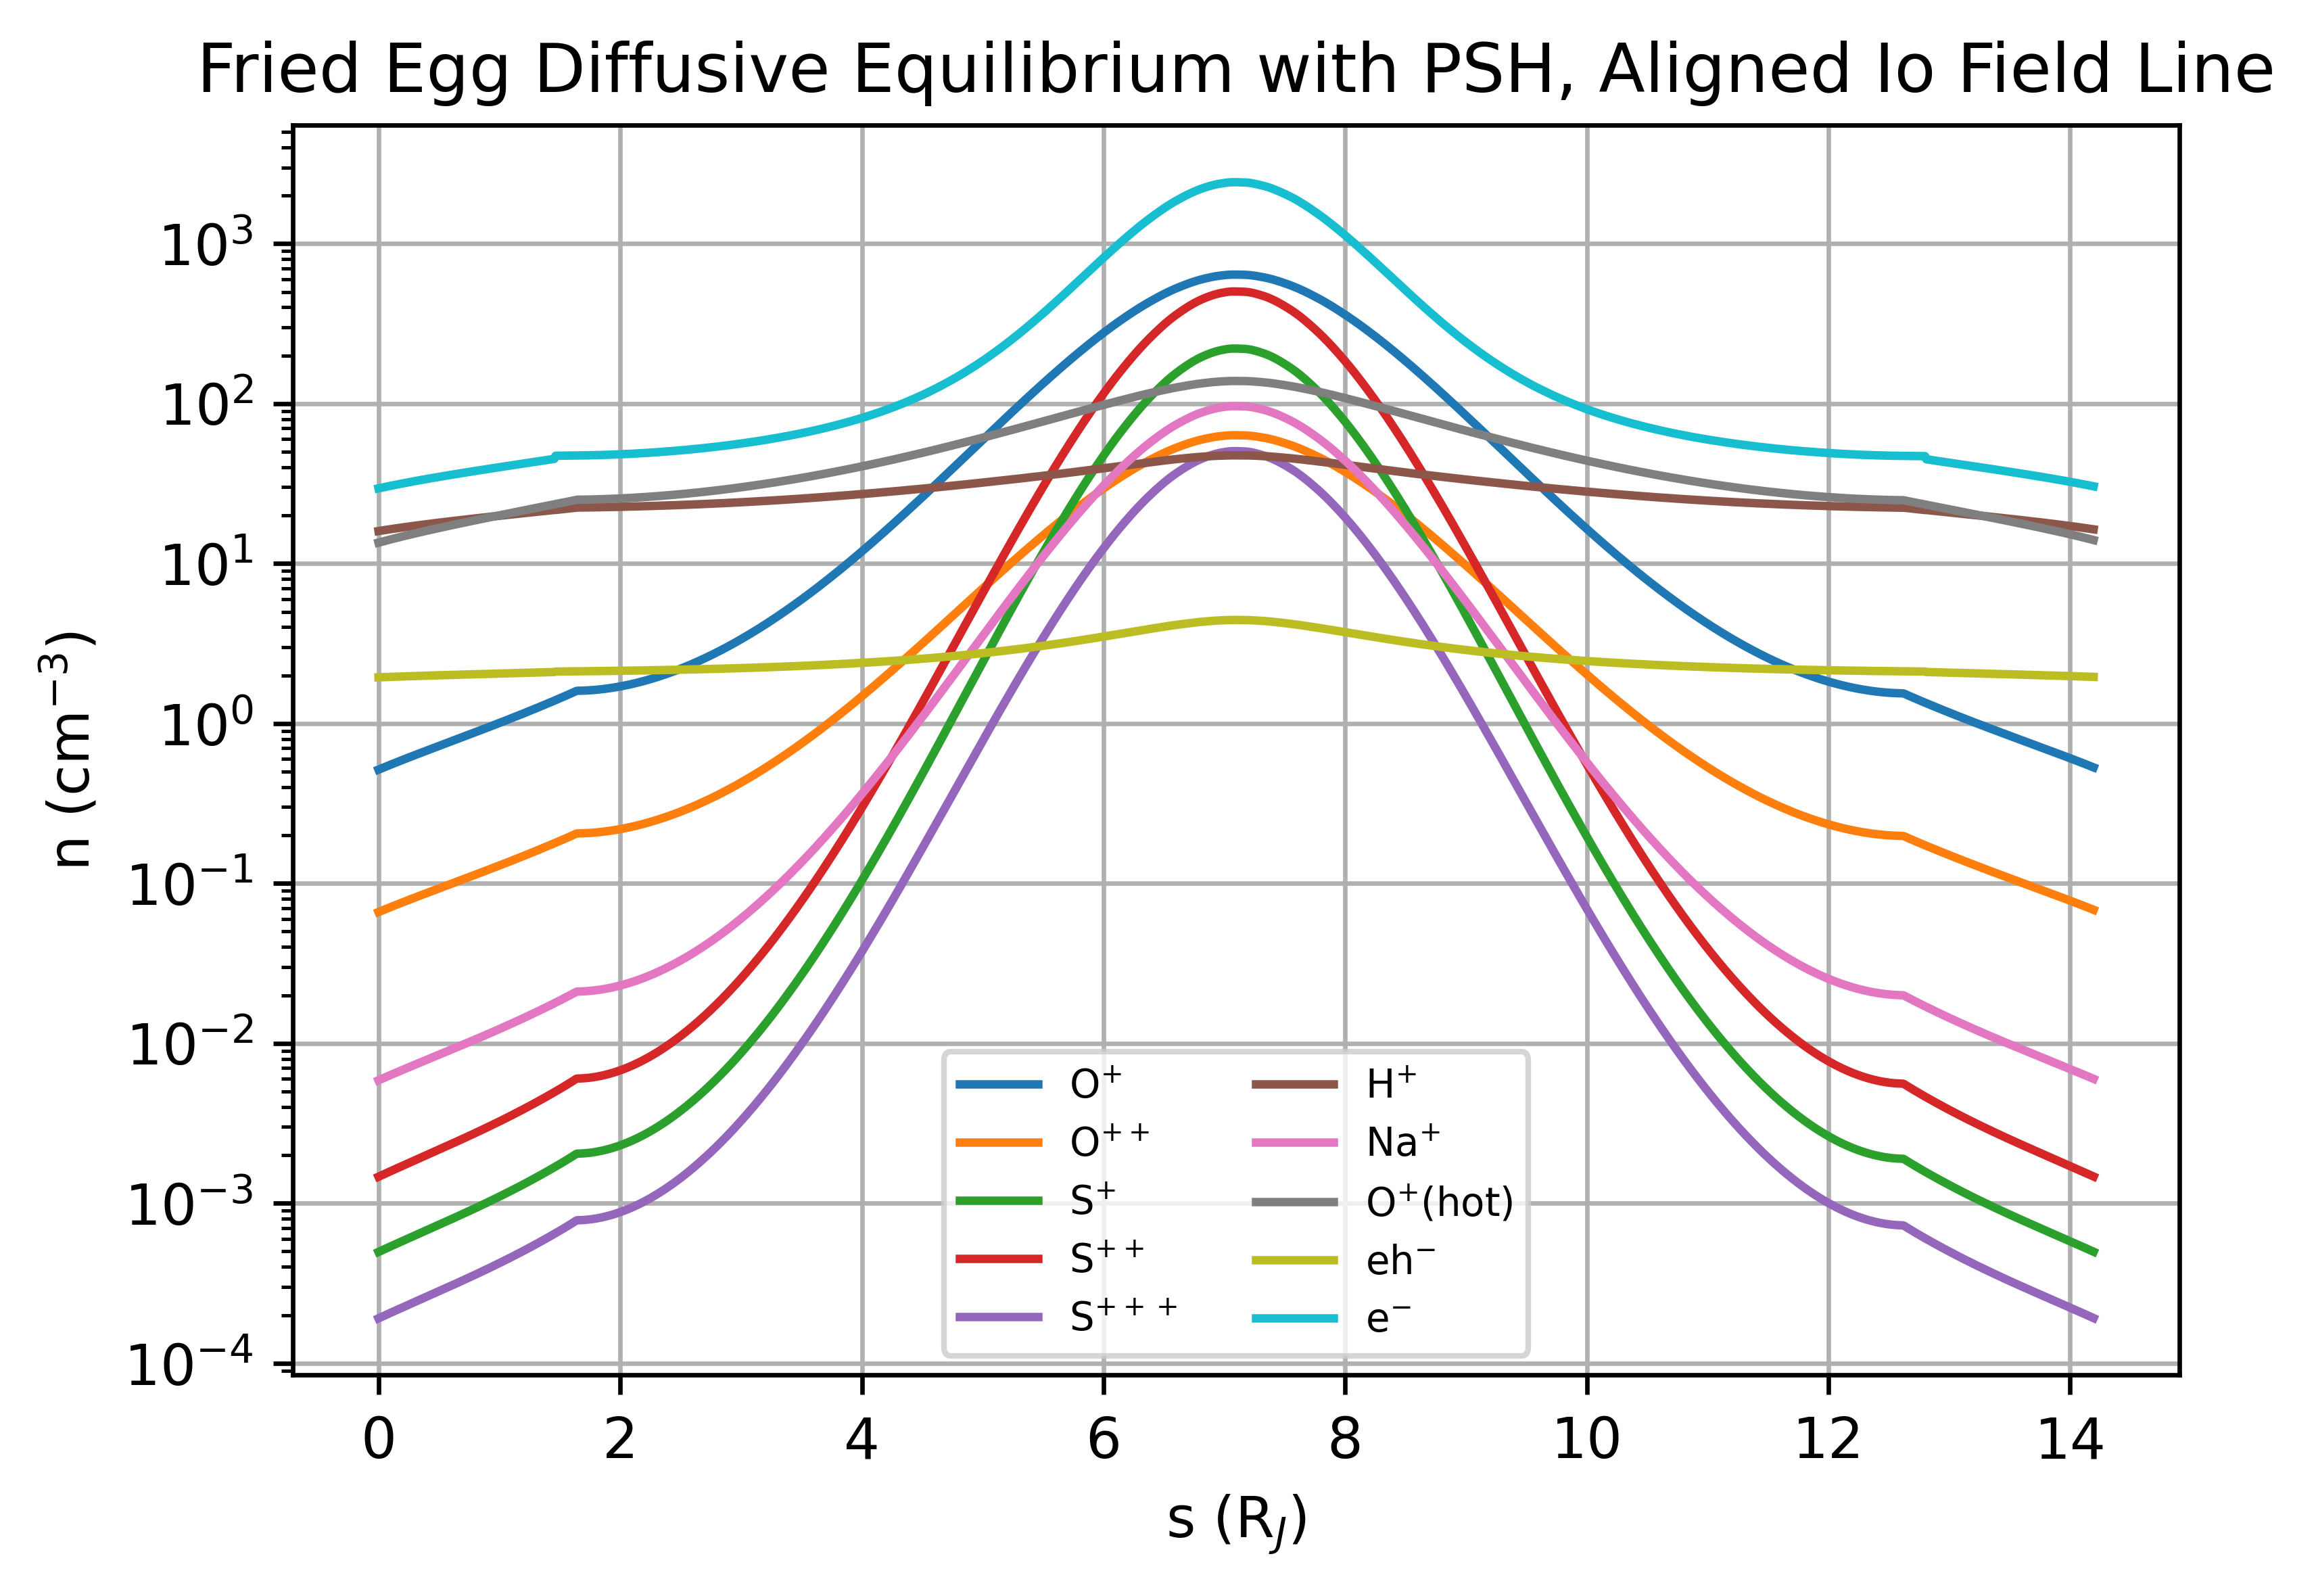 Fried Egg Diffusive Equilibrium with PSH, Aligned Io Field Line
n (cm⁻³)
10³
10²
10¹
10⁰
10⁻¹
10⁻²
10⁻³
10⁻⁴
O⁺
O⁺⁺
S⁺
S⁺⁺
S⁺⁺⁺
H⁺
Na⁺
O⁺(hot)
eh⁻
e⁻
0 2 4 6 8 10 12 14
s (R_J)